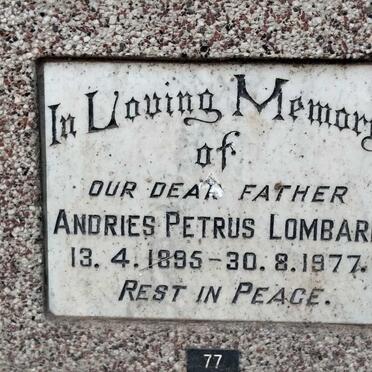 In Loving Memory
of
OUR DEAR FATHER
ANDRIES PETRUS LOMBAR
13. 4. 1895 - 30. 8. 1977.
REST IN PEACE.
77